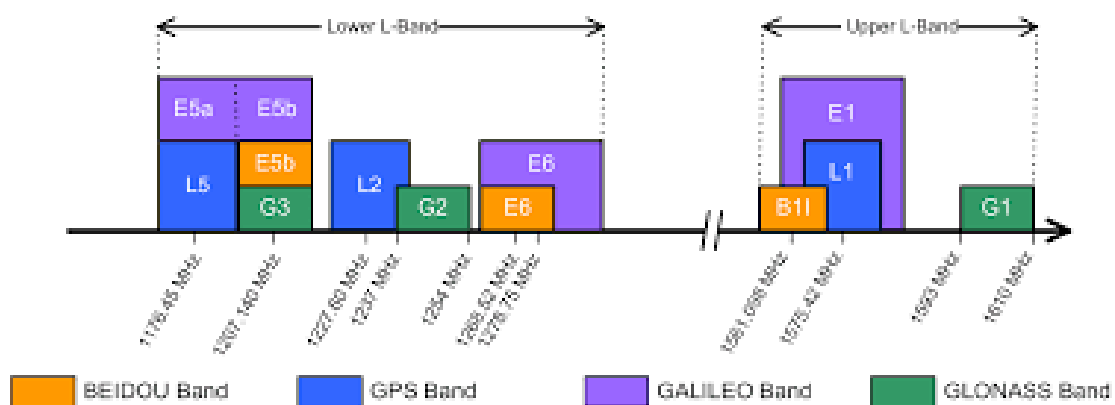 Lower L-Band Upper L-Band
E5a E5b E1
E5b E6
L5 L2 L1
G3 G2 E6 B1I G1
1176.45 MHz
1207.140 MHz
1227.60 MHz
1237 MHz
1254 MHz
1268.52 MHz
1278.75 MHz
1561.098 MHz
1575.42 MHz
1593 MHz
1610 MHz
BEIDOU Band GPS Band GALILEO Band GLONASS Band